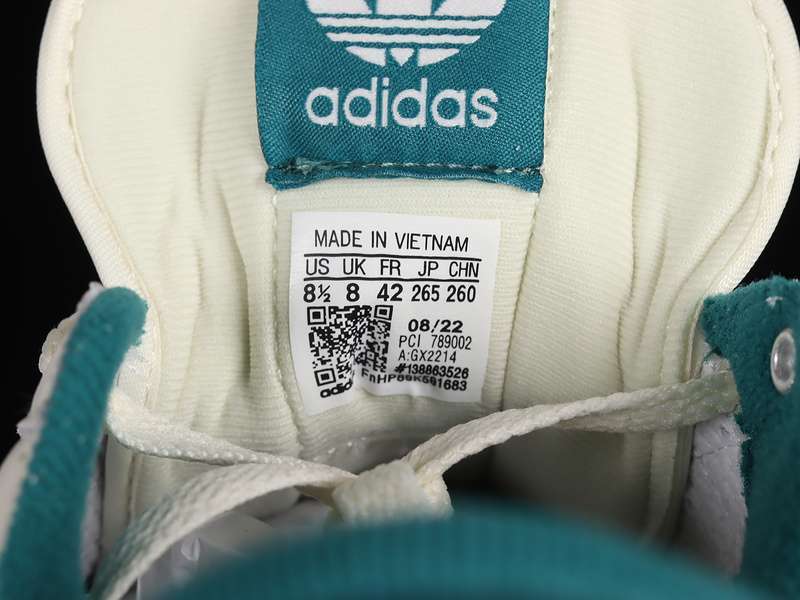 adidas
MADE IN VIETNAM
US UK FR JP CHN
8½ 8 42 265 260
08/22
PCI 789002
A:GX2214
#138863526